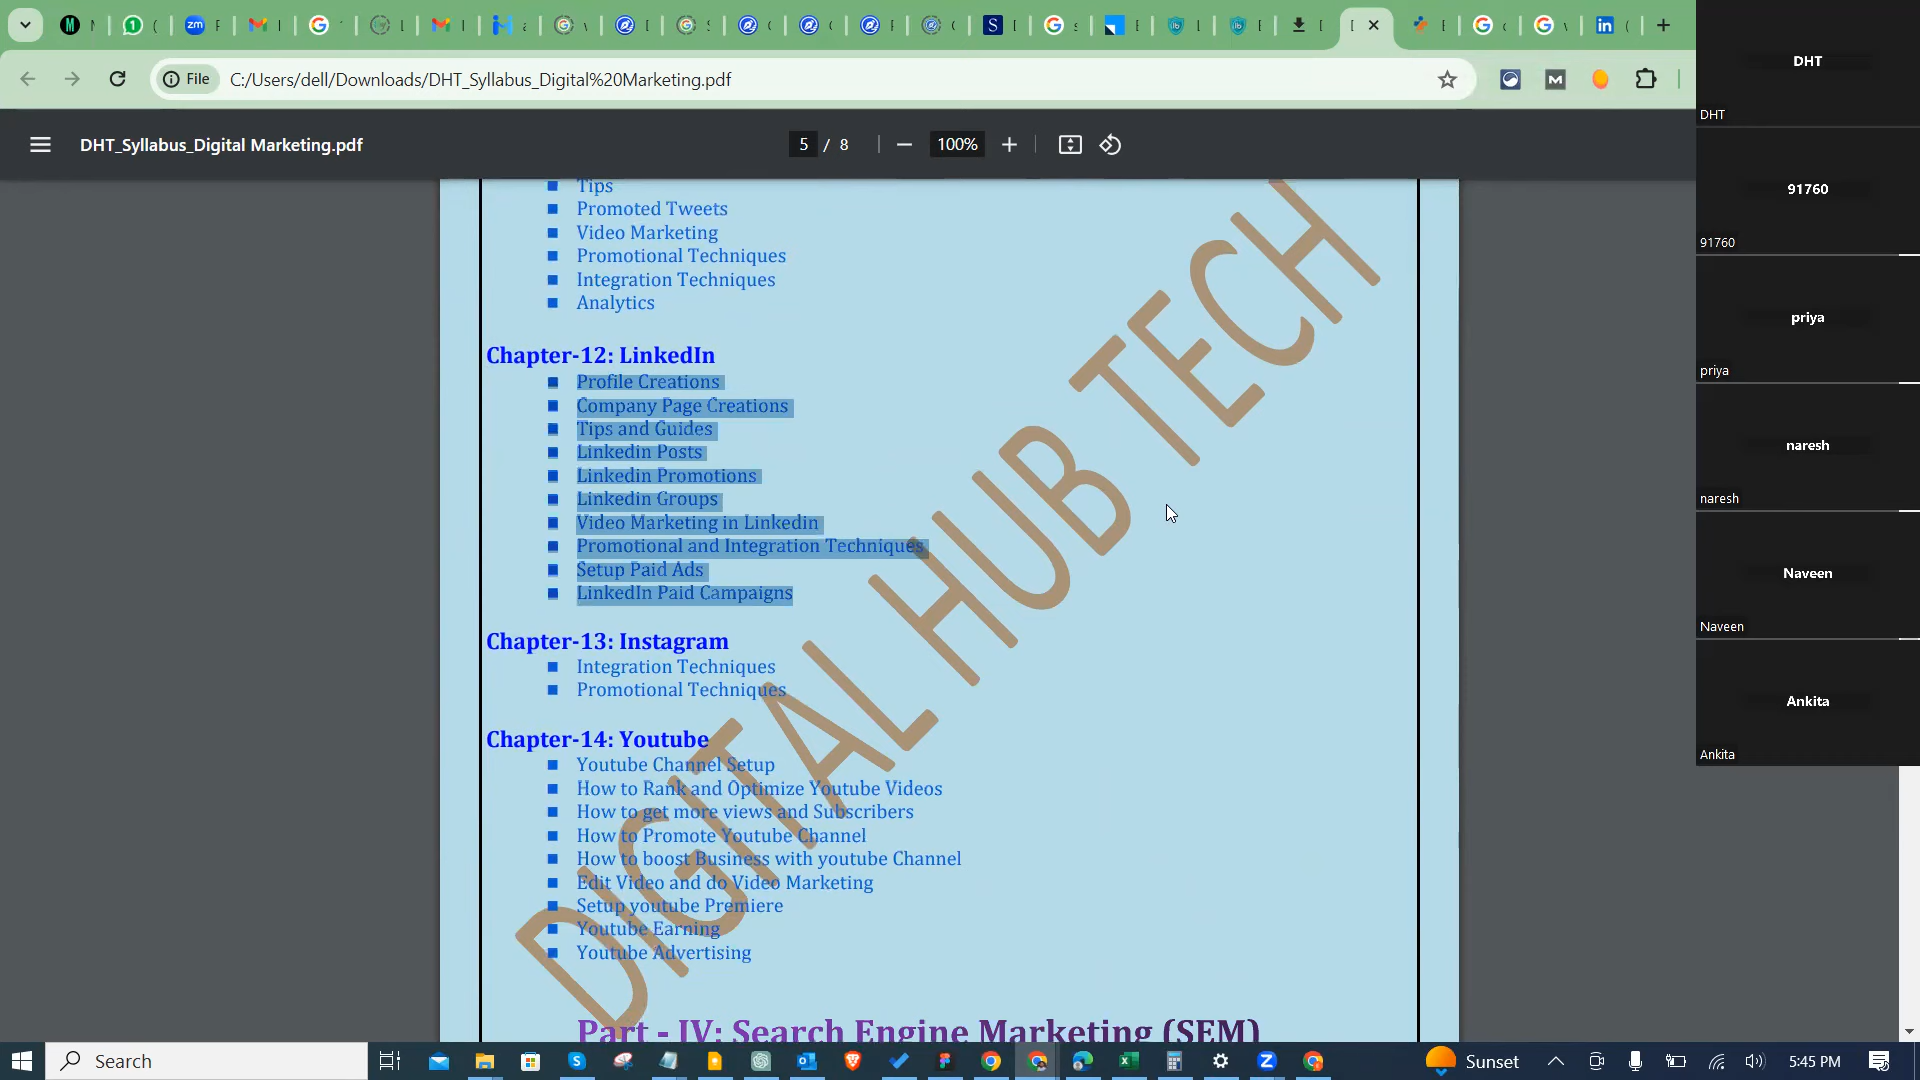 File
C:/Users/dell/Downloads/DHT_Syllabus_Digital%20Marketing.pdf
DHT_Syllabus_Digital Marketing.pdf
5 / 8
100%
Tips
Promoted Tweets
Video Marketing
Promotional Techniques
Integration Techniques
Analytics
Chapter-12: LinkedIn
Profile Creations
Company Page Creations
Tips and Guides
Linkedin Posts
Linkedin Promotions
Linkedin Groups
Video Marketing in Linkedin
Promotional and Integration Techniques
Setup Paid Ads
LinkedIn Paid Campaigns
Chapter-13: Instagram
Integration Techniques
Promotional Techniques
Chapter-14: Youtube
Youtube Channel Setup
How to Rank and Optimize Youtube Videos
How to get more views and Subscribers
How to Promote Youtube Channel
How to boost Business with youtube Channel
Edit Video and do Video Marketing
Setup youtube Premiere
Youtube Earning
Youtube Advertising
Part - IV: Search Engine Marketing (SEM)
DIGITAL HUB TECH
DHT
DHT
91760
91760
priya
priya
naresh
naresh
Naveen
Naveen
Ankita
Ankita
Search
Sunset
5:45 PM